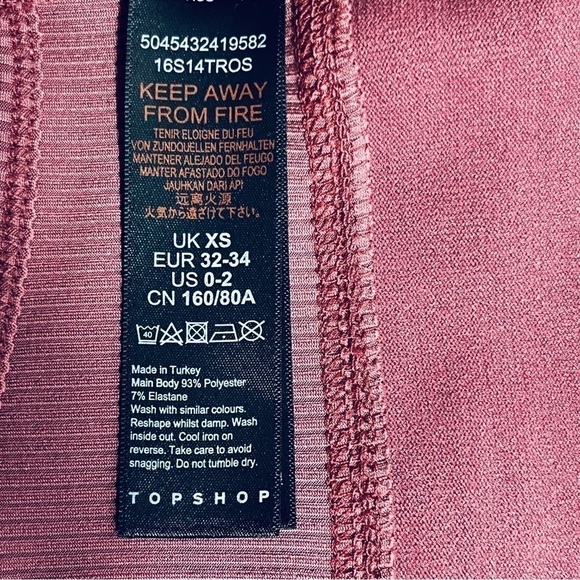 5045432419582
16S14TROS
KEEP AWAY
FROM FIRE
TENIR ELOIGNE DU FEU
VON ZUNDQUELLEN FERNHALTEN
MANTENER ALEJADO DEL FEUGO
MANTER AFASTADO DO FOGO
JAUHKAN DARI API
远离火源
火気から遠ざけて下さい。
UK XS
EUR 32-34
US 0-2
CN 160/80A
40
Made in Turkey
Main Body 93% Polyester
7% Elastane
Wash with similar colours.
Reshape whilst damp. Wash
inside out. Cool iron on
reverse. Take care to avoid
snagging. Do not tumble dry.
TOPSHOP